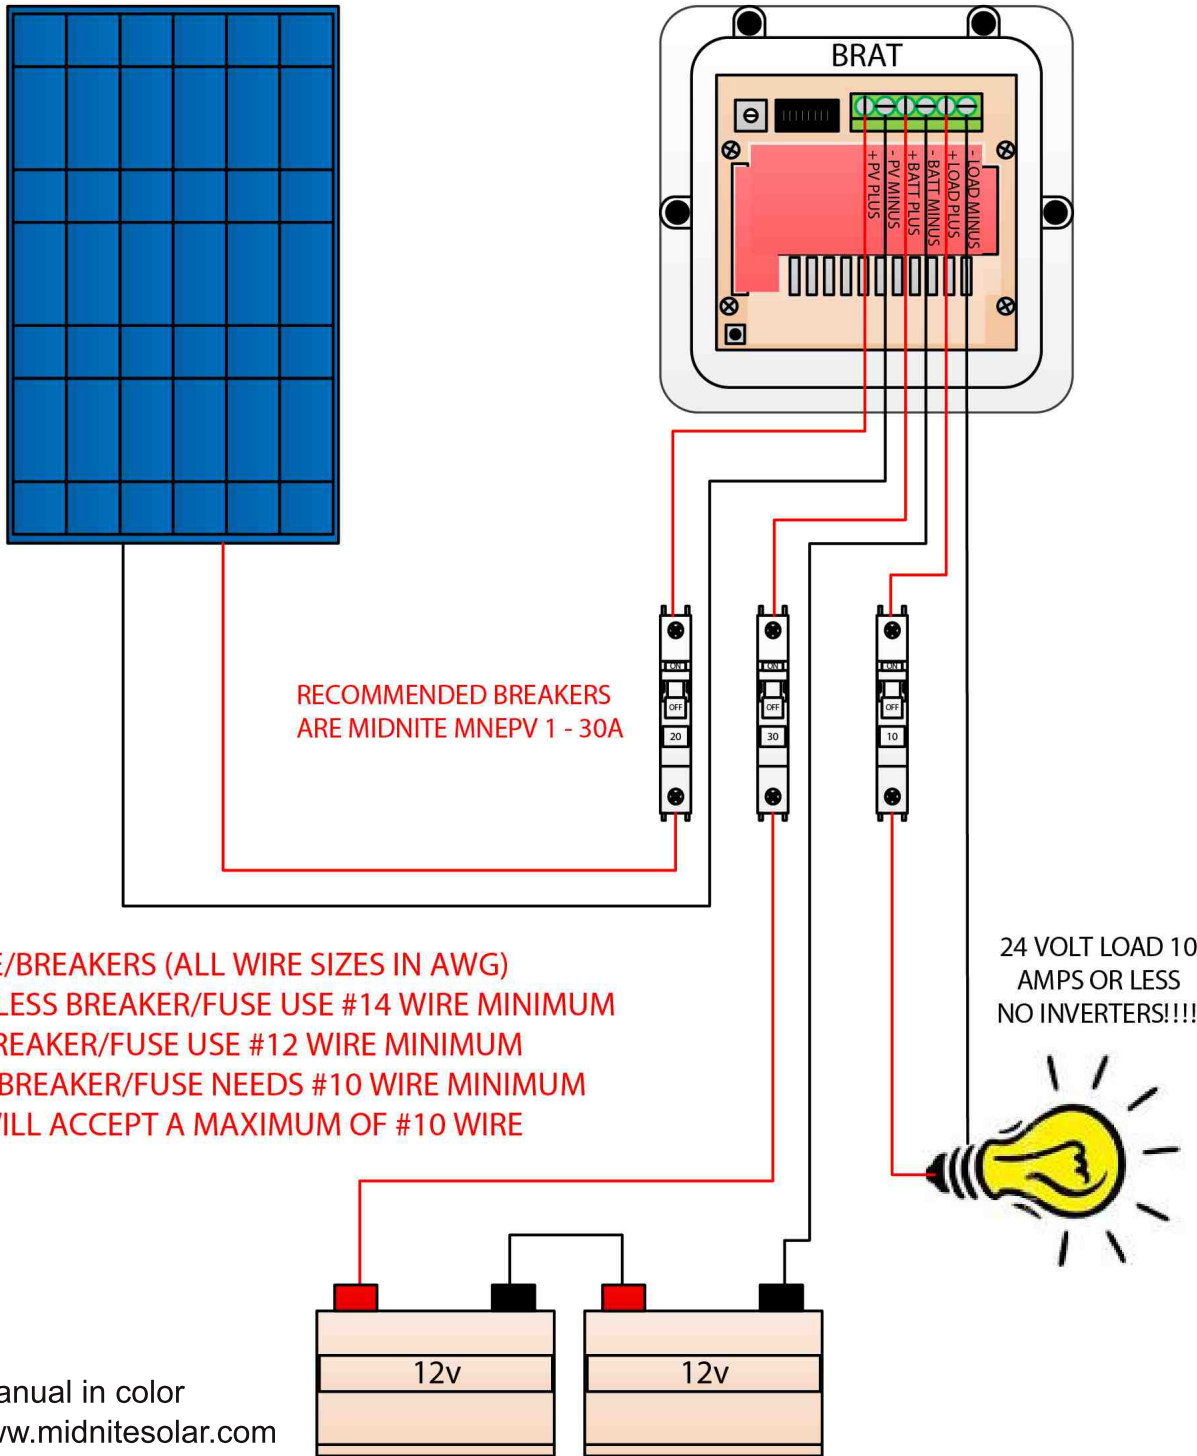 BRAT
+ PV PLUS
- PV MINUS
+ BATT PLUS
- BATT MINUS
+ LOAD PLUS
- LOAD MINUS
RECOMMENDED BREAKERS
ARE MIDNITE MNEPV 1 - 30A
ON
OFF
20
ON
OFF
30
ON
OFF
10
E/BREAKERS (ALL WIRE SIZES IN AWG)
LESS BREAKER/FUSE USE #14 WIRE MINIMUM
REAKER/FUSE USE #12 WIRE MINIMUM
BREAKER/FUSE NEEDS #10 WIRE MINIMUM
ILL ACCEPT A MAXIMUM OF #10 WIRE
24 VOLT LOAD 10
AMPS OR LESS
NO INVERTERS!!!!
12v
12v
anual in color
w.midnitesolar.com